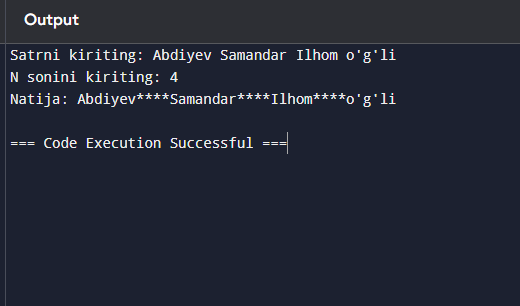 Output
Satrni kiriting: Abdiyev Samandar Ilhom o'g'li
N sonini kiriting: 4
Natija: Abdiyev****Samandar****Ilhom****o'g'li
=== Code Execution Successful ===